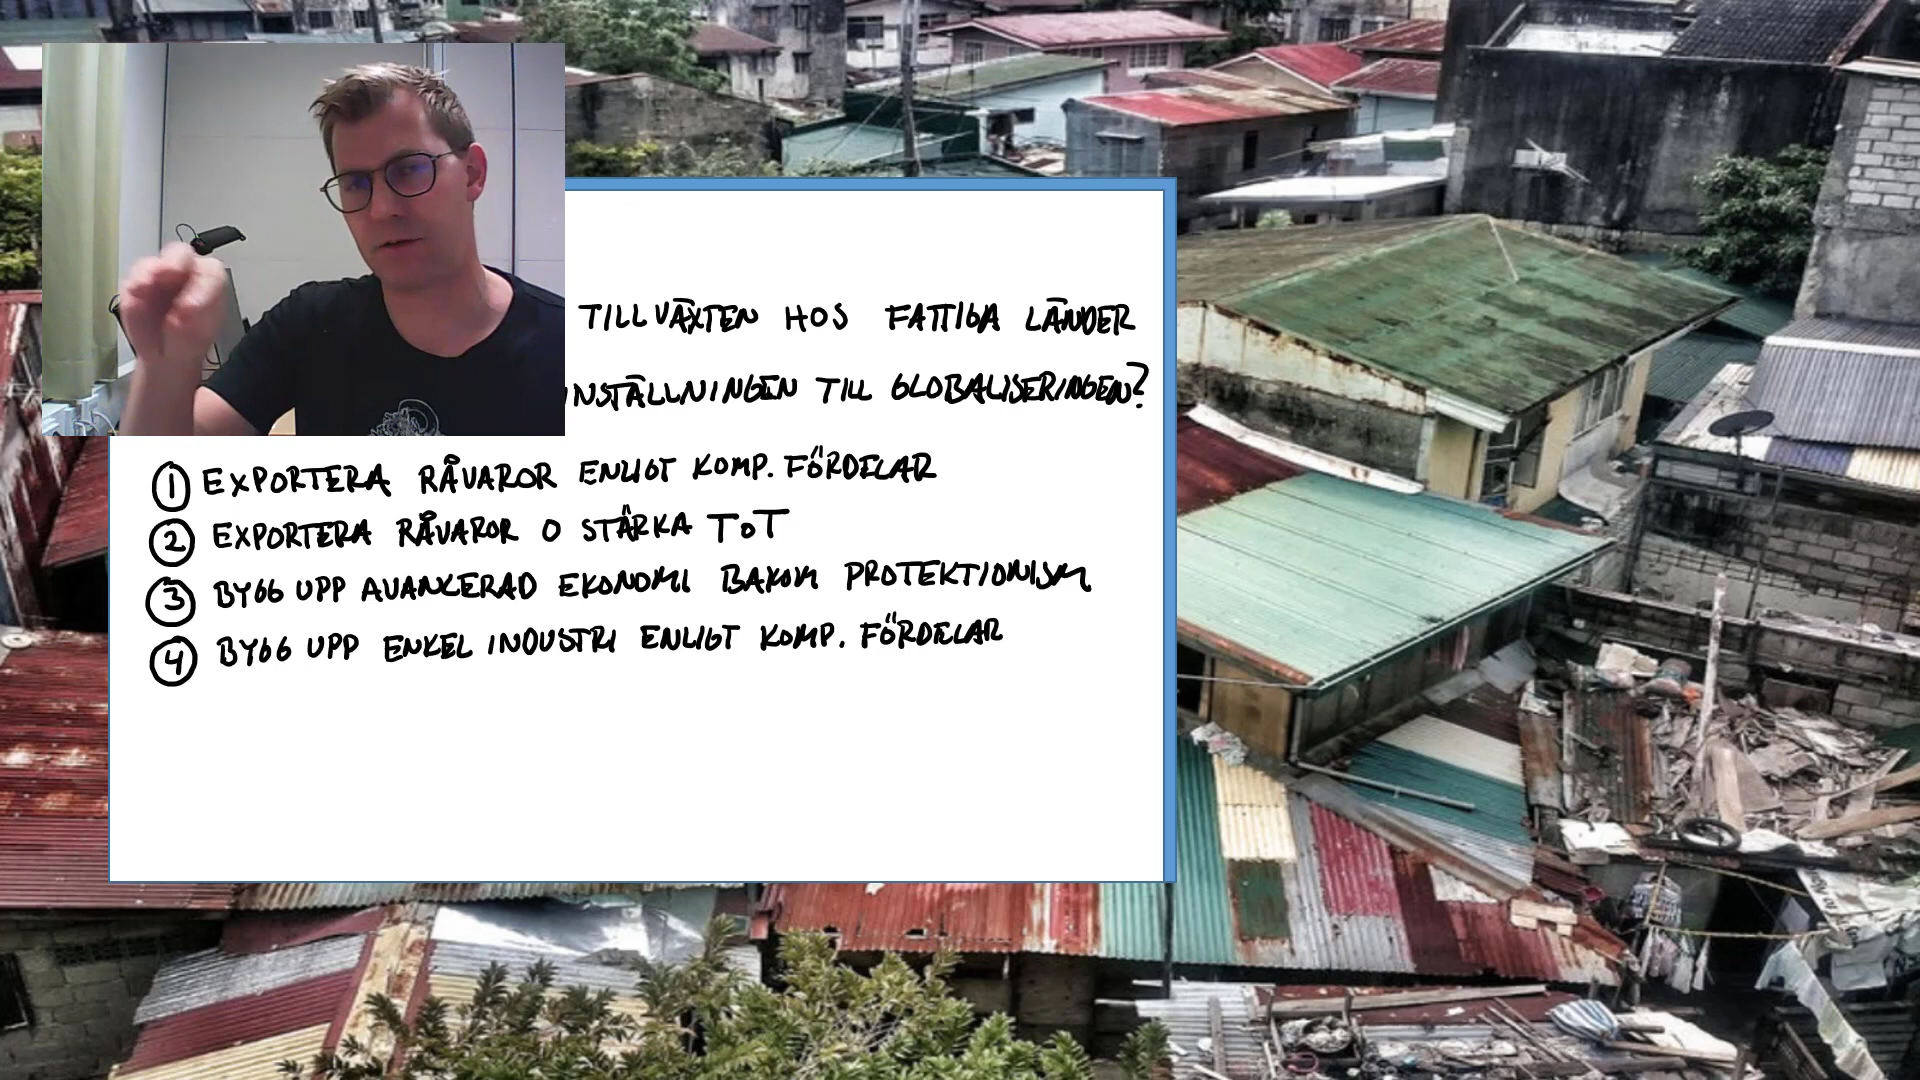 TILLVÄXTEN HOS FATTIGA LÄNDER
INSTÄLLNINGEN TILL GLOBALISERINGEN?
1 EXPORTERA RÅVAROR ENLIGT KOMP. FÖRDELAR
2 EXPORTERA RÅVAROR O STÄRKA ToT
3 BYGG UPP AVANCERAD EKONOMI BAKOM PROTEKTIONISM
4 BYGG UPP ENKEL INDUSTRI ENLIGT KOMP. FÖRDELAR